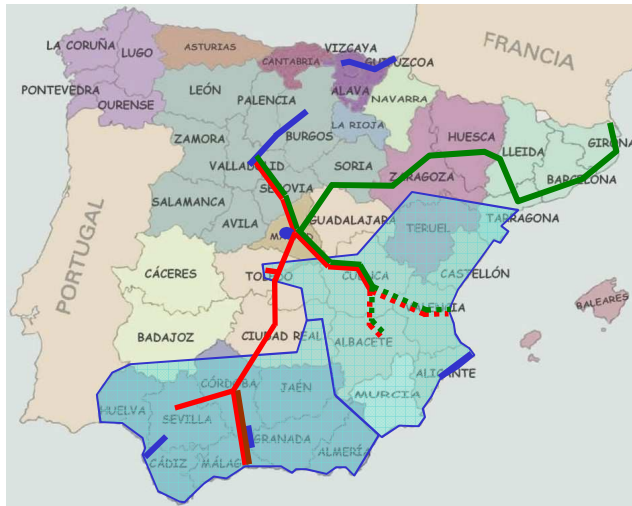 VIZCAYA
FRANCIA
LA CORUÑA
LUGO
ASTURIAS
CANTABRIA
GUIPUZCOA
PONTEVEDRA
OURENSE
LEÓN
PALENCIA
ALAVA
NAVARRA
BURGOS
LA RIOJA
HUESCA
GIRONA
LLEIDA
ZAMORA
VALLADOLID
SORIA
ZARAGOZA
BARCELONA
SEGOVIA
SALAMANCA
AVILA
GUADALAJARA
TERUEL
TARRAGONA
PORTUGAL
CÁCERES
TOLEDO
CUENCA
CASTELLÓN
VALENCIA
BALEARES
BADAJOZ
CIUDAD REAL
ALBACETE
ALICANTE
CÓRDOBA
JAÉN
MURCIA
HUELVA
SEVILLA
GRANADA
CÁDIZ
MÁLAG
ALMERÍA